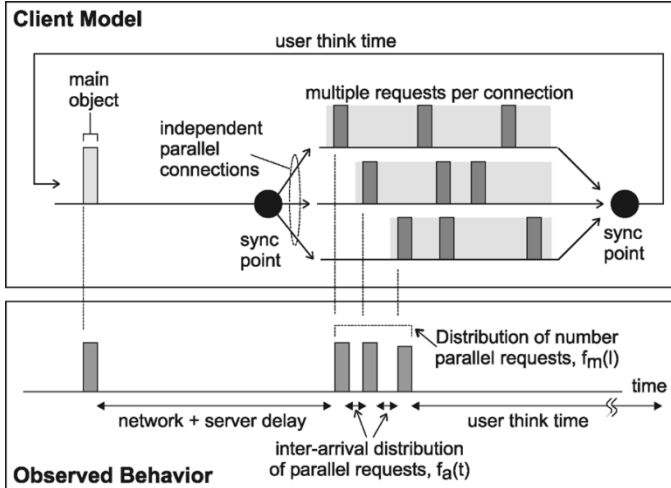 Client Model
user think time
main
object
multiple requests per connection
independent
parallel
connections
sync
point
sync
point
Distribution of number
parallel requests, fm(l)
time
network + server delay
user think time
inter-arrival distribution
of parallel requests, fa(t)
Observed Behavior